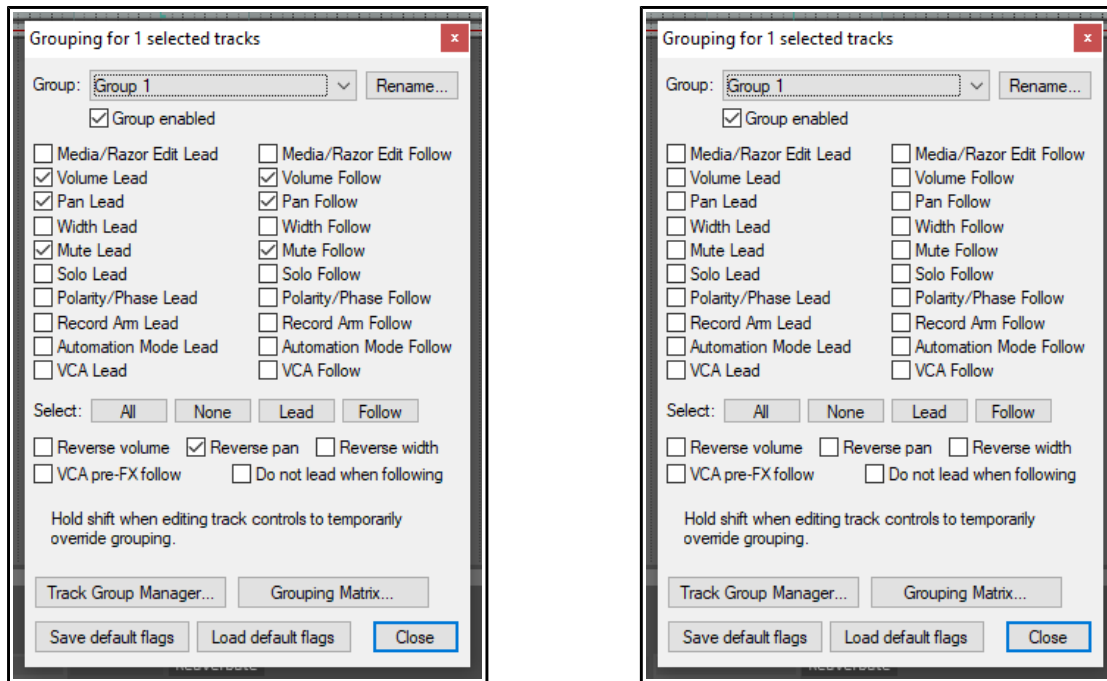 Grouping for 1 selected tracks
x
Group: Group 1 Rename...
Group enabled
Media/Razor Edit Lead Media/Razor Edit Follow
Volume Lead Volume Follow
Pan Lead Pan Follow
Width Lead Width Follow
Mute Lead Mute Follow
Solo Lead Solo Follow
Polarity/Phase Lead Polarity/Phase Follow
Record Arm Lead Record Arm Follow
Automation Mode Lead Automation Mode Follow
VCA Lead VCA Follow
Select: All None Lead Follow
Reverse volume Reverse pan Reverse width
VCA pre-FX follow Do not lead when following
Hold shift when editing track controls to temporarily
override grouping.
Track Group Manager... Grouping Matrix...
Save default flags Load default flags Close
Grouping for 1 selected tracks
x
Group: Group 1 Rename...
Group enabled
Media/Razor Edit Lead Media/Razor Edit Follow
Volume Lead Volume Follow
Pan Lead Pan Follow
Width Lead Width Follow
Mute Lead Mute Follow
Solo Lead Solo Follow
Polarity/Phase Lead Polarity/Phase Follow
Record Arm Lead Record Arm Follow
Automation Mode Lead Automation Mode Follow
VCA Lead VCA Follow
Select: All None Lead Follow
Reverse volume Reverse pan Reverse width
VCA pre-FX follow Do not lead when following
Hold shift when editing track controls to temporarily
override grouping.
Track Group Manager... Grouping Matrix...
Save default flags Load default flags Close